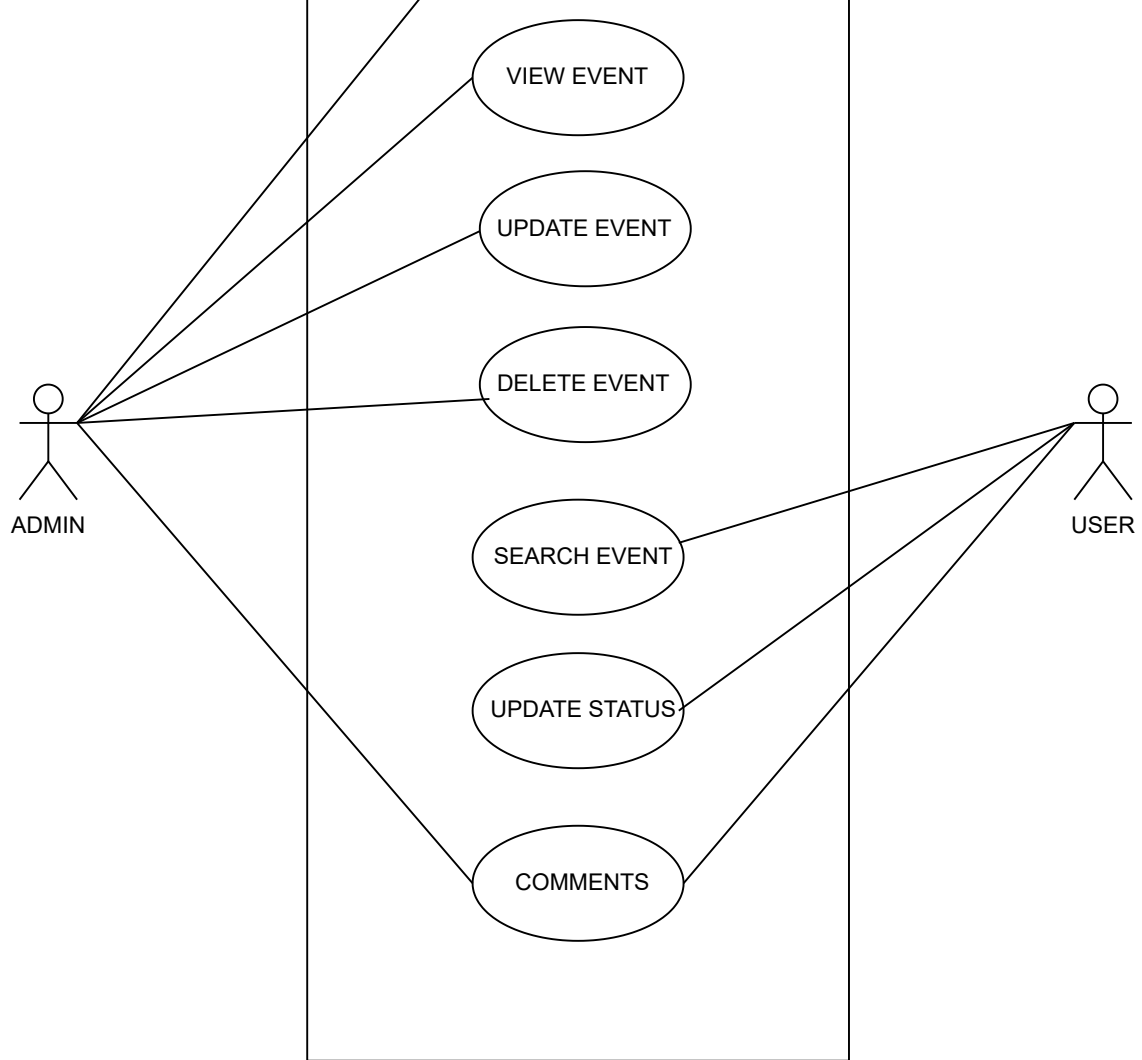 VIEW EVENT
UPDATE EVENT
DELETE EVENT
ADMIN
USER
SEARCH EVENT
UPDATE STATUS
COMMENTS